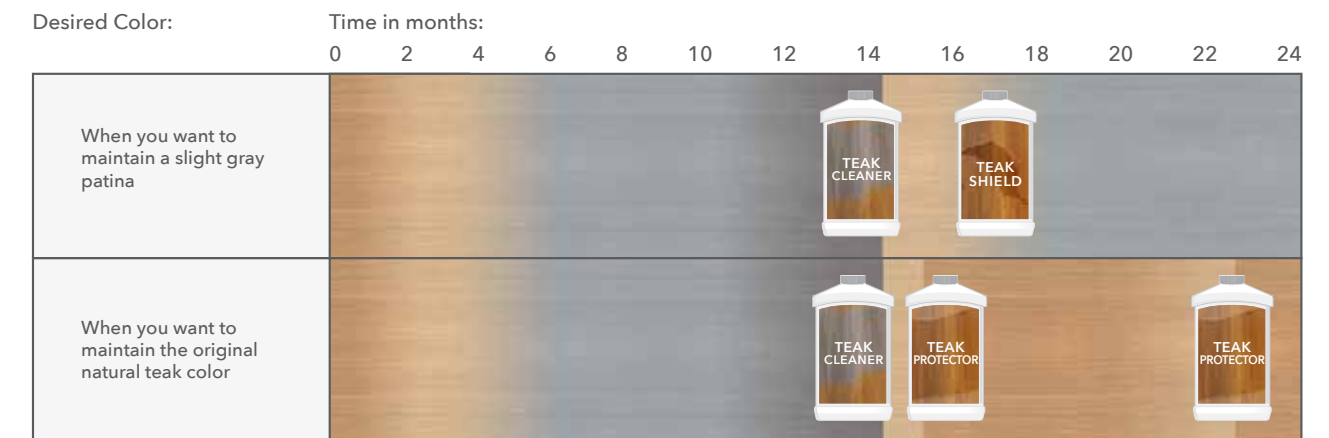 Desired Color:
Time in months:
0 2 4 6 8 10 12 14 16 18 20 22 24
When you want to
maintain a slight gray
patina
TEAK
CLEANER
TEAK
SHIELD
When you want to
maintain the original
natural teak color
TEAK
CLEANER
TEAK
PROTECTOR
TEAK
PROTECTOR